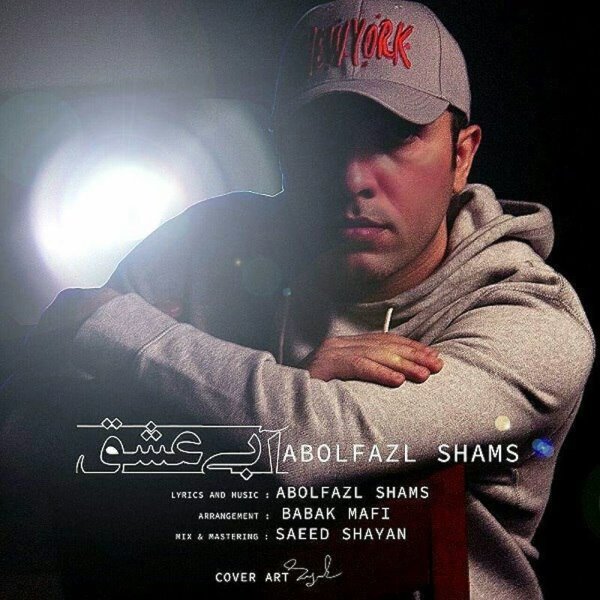 NEW YORK
آبی عشق ABOLFAZL SHAMS
LYRICS AND MUSIC : ABOLFAZL SHAMS
ARRANGEMENT : BABAK MAFI
MIX & MASTERING : SAEED SHAYAN
COVER ART